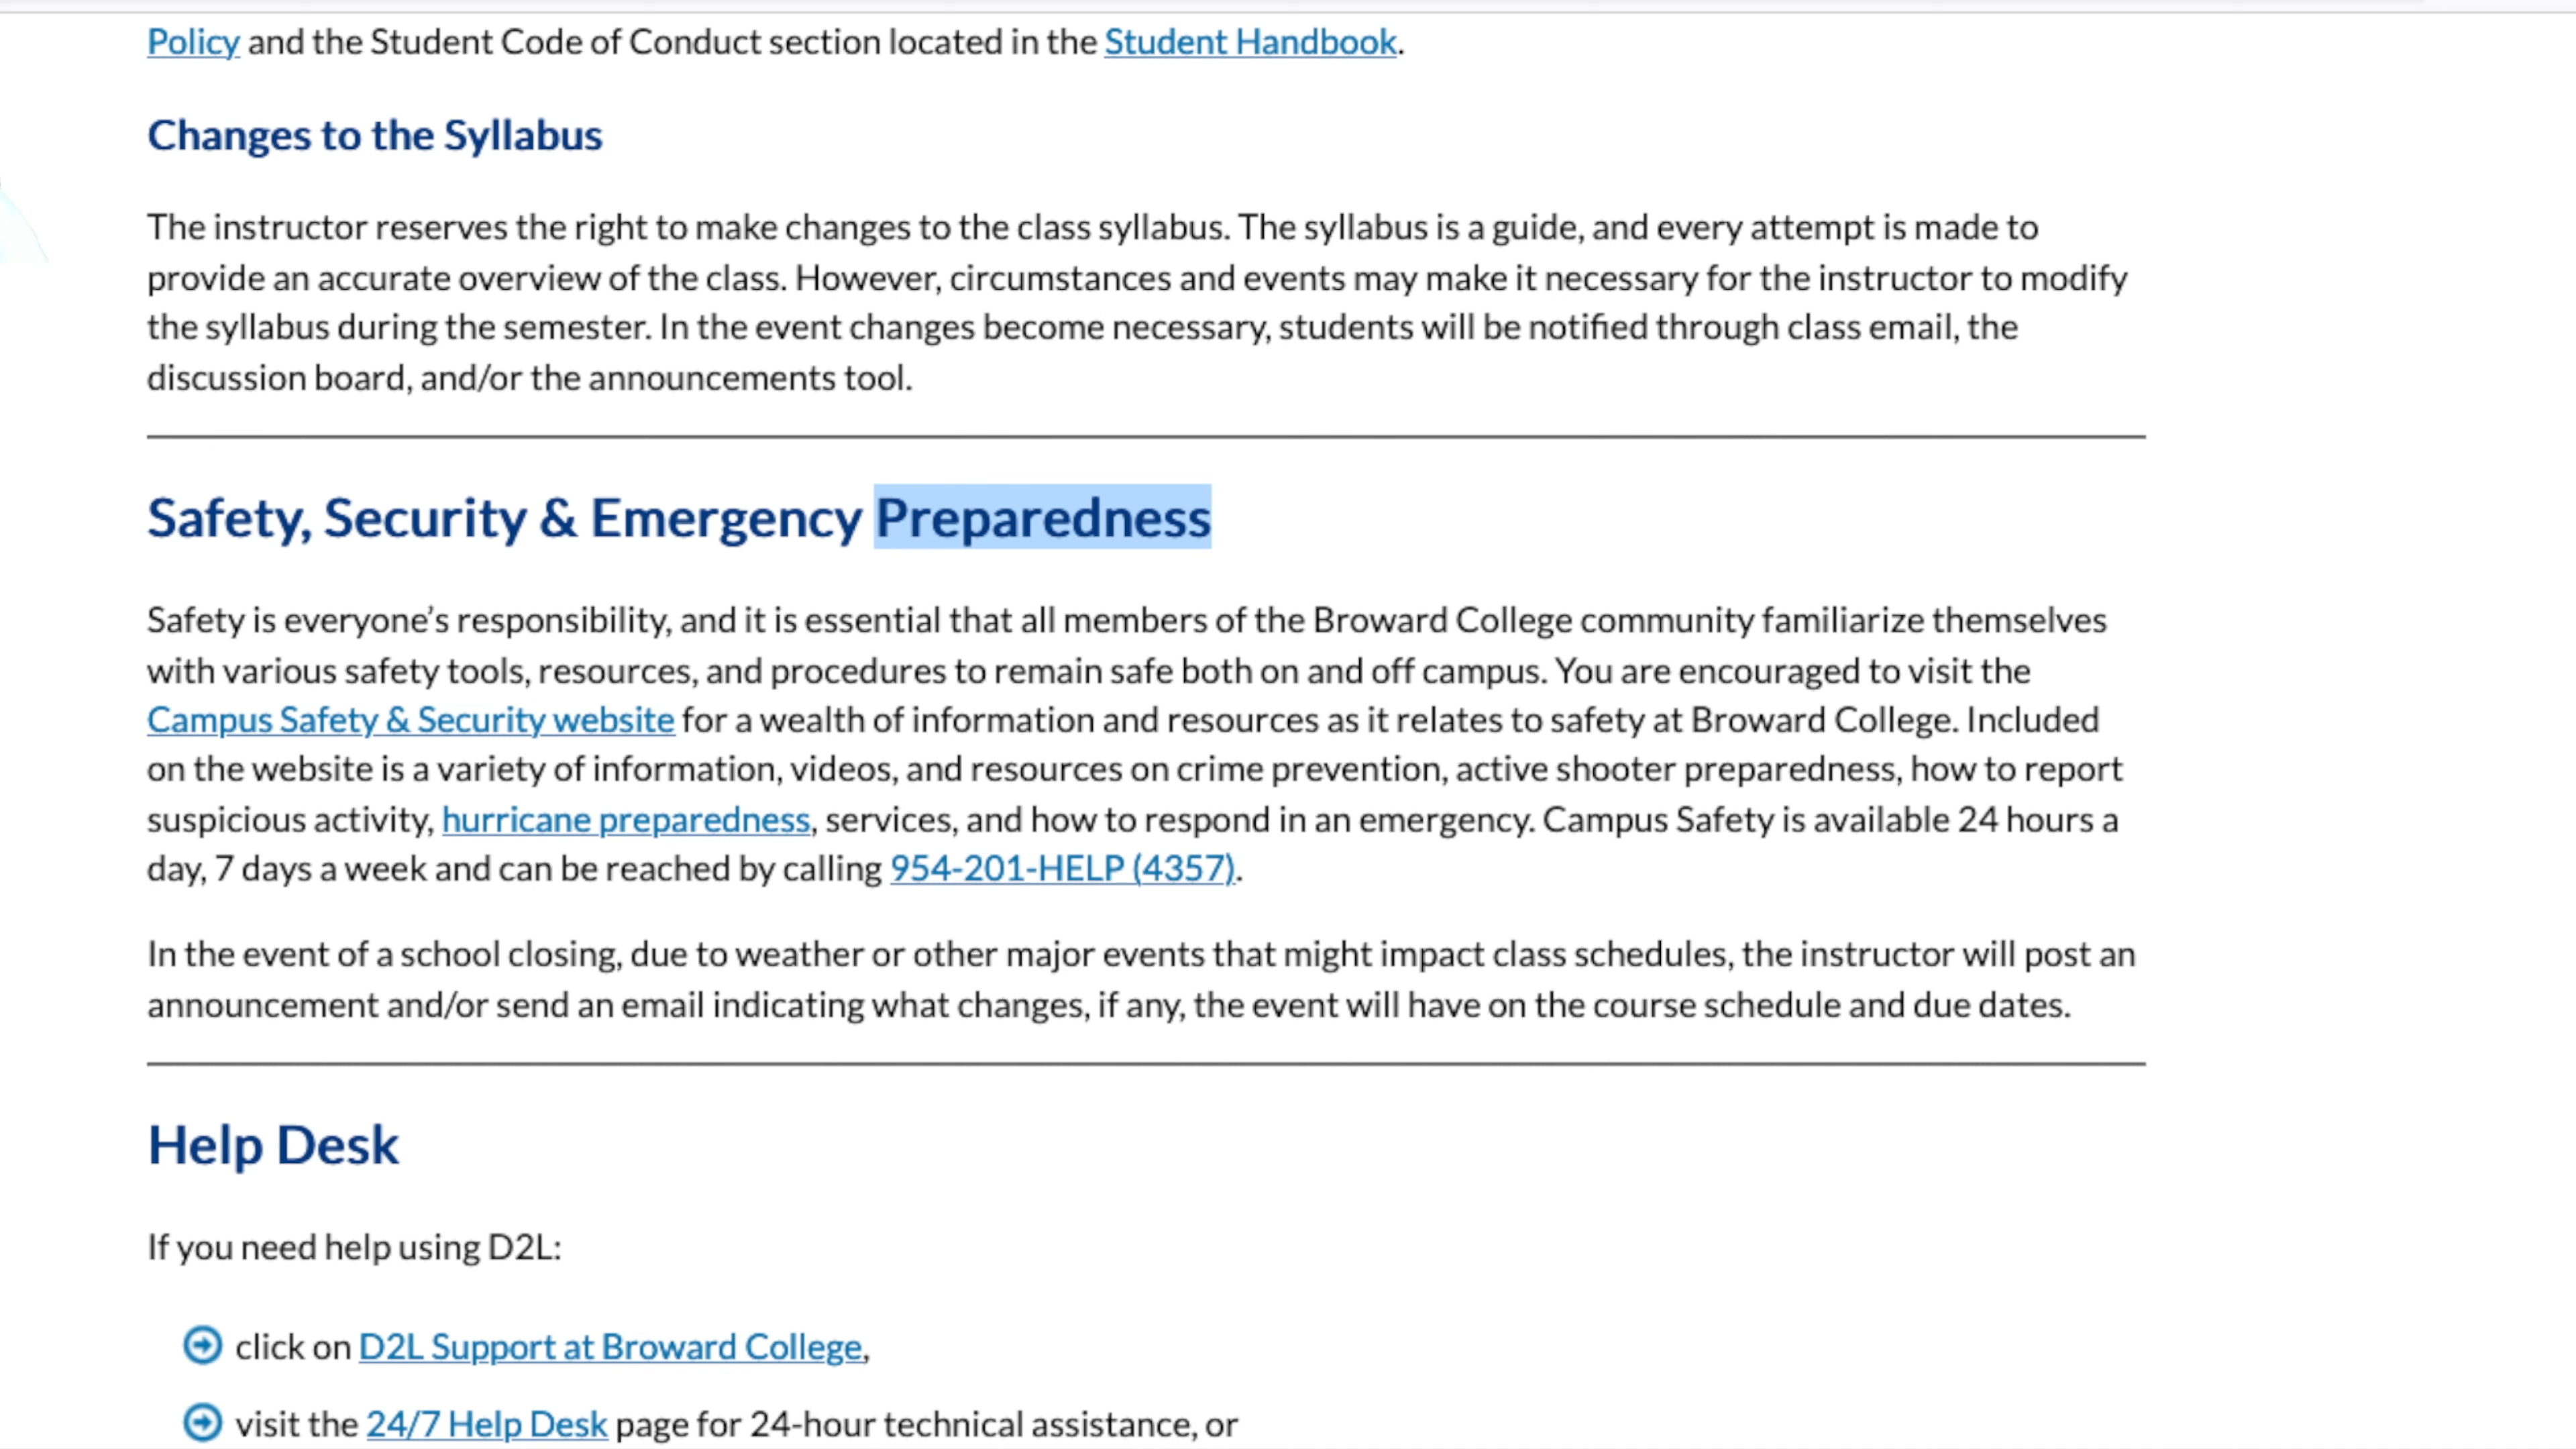 Policy and the Student Code of Conduct section located in the Student Handbook.
Changes to the Syllabus
The instructor reserves the right to make changes to the class syllabus. The syllabus is a guide, and every attempt is made to
provide an accurate overview of the class. However, circumstances and events may make it necessary for the instructor to modify
the syllabus during the semester. In the event changes become necessary, students will be notified through class email, the
discussion board, and/or the announcements tool.
Safety, Security & Emergency Preparedness
Safety is everyone’s responsibility, and it is essential that all members of the Broward College community familiarize themselves
with various safety tools, resources, and procedures to remain safe both on and off campus. You are encouraged to visit the
Campus Safety & Security website for a wealth of information and resources as it relates to safety at Broward College. Included
on the website is a variety of information, videos, and resources on crime prevention, active shooter preparedness, how to report
suspicious activity, hurricane preparedness, services, and how to respond in an emergency. Campus Safety is available 24 hours a
day, 7 days a week and can be reached by calling 954-201-HELP (4357).
In the event of a school closing, due to weather or other major events that might impact class schedules, the instructor will post an
announcement and/or send an email indicating what changes, if any, the event will have on the course schedule and due dates.
Help Desk
If you need help using D2L:
click on D2L Support at Broward College,
visit the 24/7 Help Desk page for 24-hour technical assistance, or